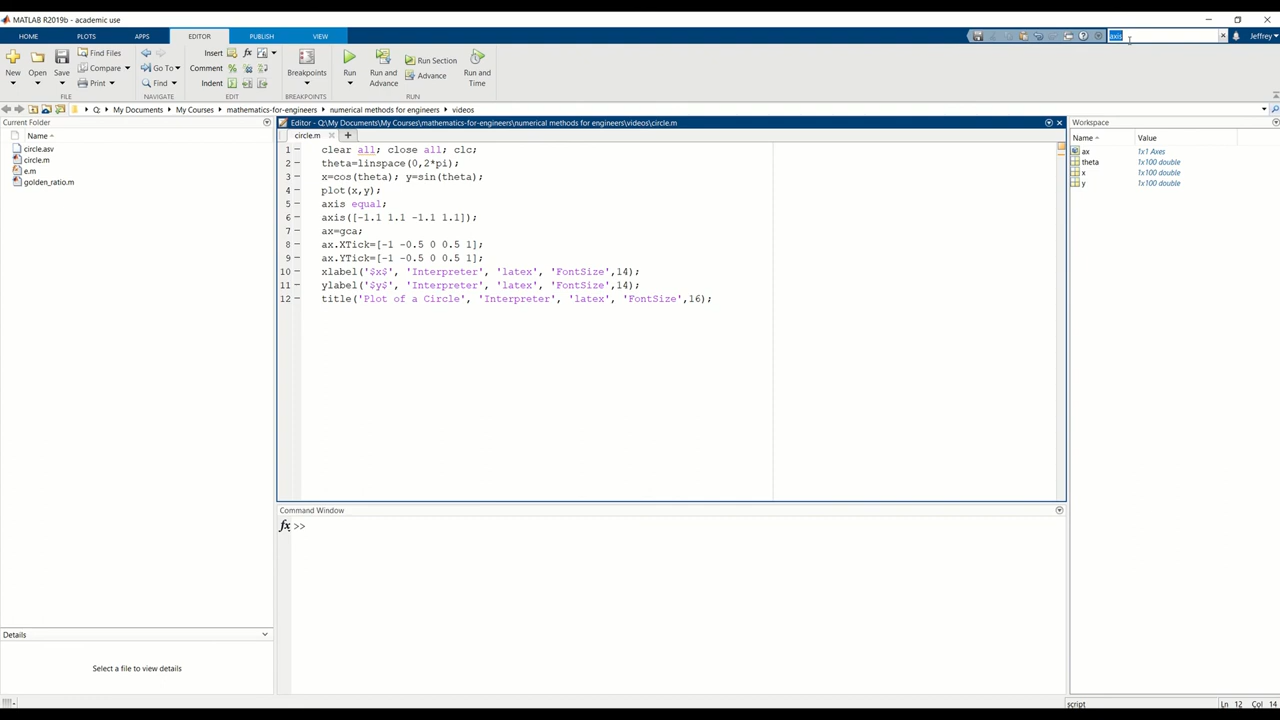 MATLAB R2019b - academic use
HOME PLOTS APPS EDITOR PUBLISH VIEW
axis
Jeffrey
New Open Save
Find Files
Compare
Print
FILE
Go To
Find
NAVIGATE
Insert fx
Comment %
Indent
EDIT
Breakpoints
BREAKPOINTS
Run
Run and Advance
Run Section
Advance
Run and Time
RUN
Q: My Documents My Courses mathematics-for-engineers numerical methods for engineers videos
Current Folder
Name
circle.asv
circle.m
e.m
golden_ratio.m
Details
Select a file to view details
Editor - Q:\My Documents\My Courses\mathematics-for-engineers\numerical methods for engineers\videos\circle.m
circle.m
1 clear all; close all; clc;
2 theta=linspace(0,2*pi);
3 x=cos(theta); y=sin(theta);
4 plot(x,y);
5 axis equal;
6 axis([-1.1 1.1 -1.1 1.1]);
7 ax=gca;
8 ax.XTick=[-1 -0.5 0 0.5 1];
9 ax.YTick=[-1 -0.5 0 0.5 1];
10 xlabel('$x$', 'Interpreter', 'latex', 'FontSize',14);
11 ylabel('$y$', 'Interpreter', 'latex', 'FontSize',14);
12 title('Plot of a Circle', 'Interpreter', 'latex', 'FontSize',16);
Command Window
fx >>
Workspace
Name Value
ax 1x1 Axes
theta 1x100 double
x 1x100 double
y 1x100 double
script
Ln 12 Col 14